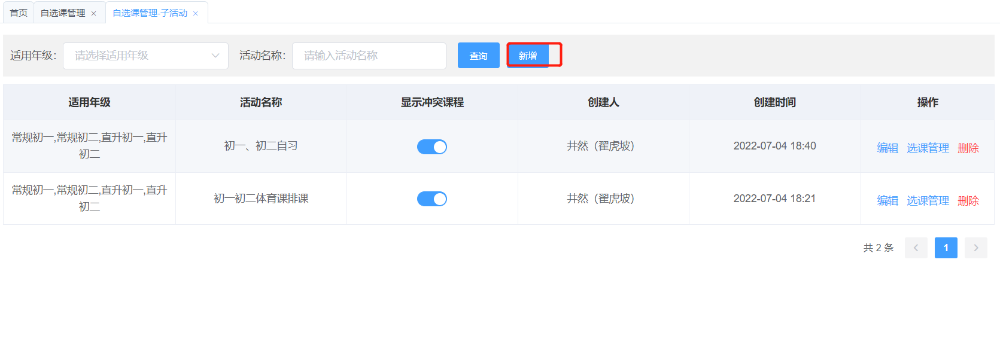 首页 自选课管理 × 自选课管理-子活动 ×
适用年级： 请选择适用年级 活动名称： 请输入活动名称 查询 新增
适用年级 活动名称 显示冲突课程 创建人 创建时间 操作
常规初一,常规初二,直升初一,直升
初二
初一、初二自习 井然（翟虎坡） 2022-07-04 18:40 编辑 选课管理 删除
常规初一,常规初二,直升初一,直升
初二
初一初二体育课排课 井然（翟虎坡） 2022-07-04 18:21 编辑 选课管理 删除
共 2 条 1